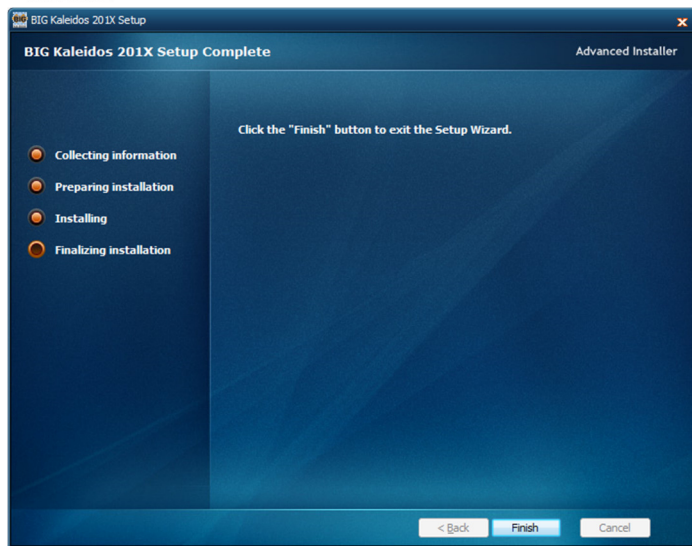 BIG BIG Kaleidos 201X Setup
BIG Kaleidos 201X Setup Complete
Advanced Installer
Click the "Finish" button to exit the Setup Wizard.
Collecting information
Preparing installation
Installing
Finalizing installation
< Back
Finish
Cancel